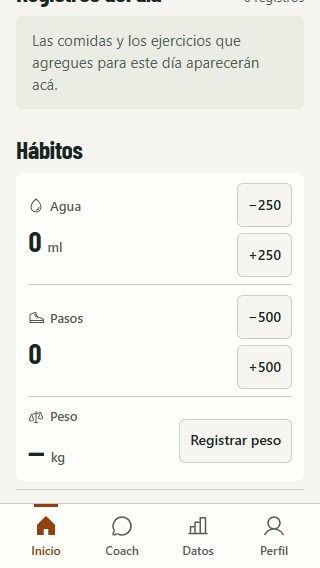 Registros del día
0 registros
Las comidas y los ejercicios que
agregues para este día aparecerán
acá.
Hábitos
Agua
0 ml
−250
+250
Pasos
0
−500
+500
Peso
– kg
Registrar peso
Inicio
Coach
Datos
Perfil